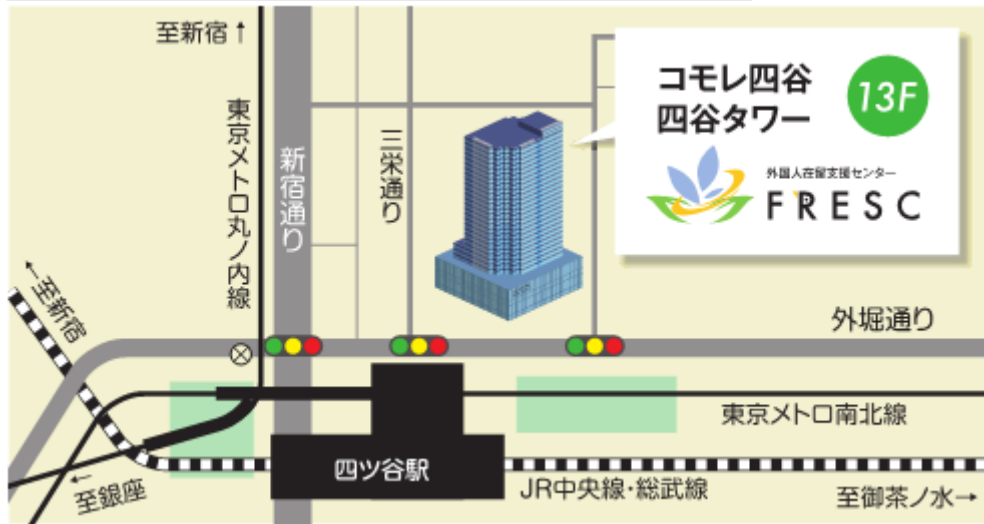 至新宿↑
コモレ四谷
四谷タワー
13F
外国人在留支援センター
FRESC
東京メトロ丸ノ内線
新宿通り
三栄通り
←至新宿
外堀通り
東京メトロ南北線
四ツ谷駅
JR中央線・総武線
←至銀座
至御茶ノ水→